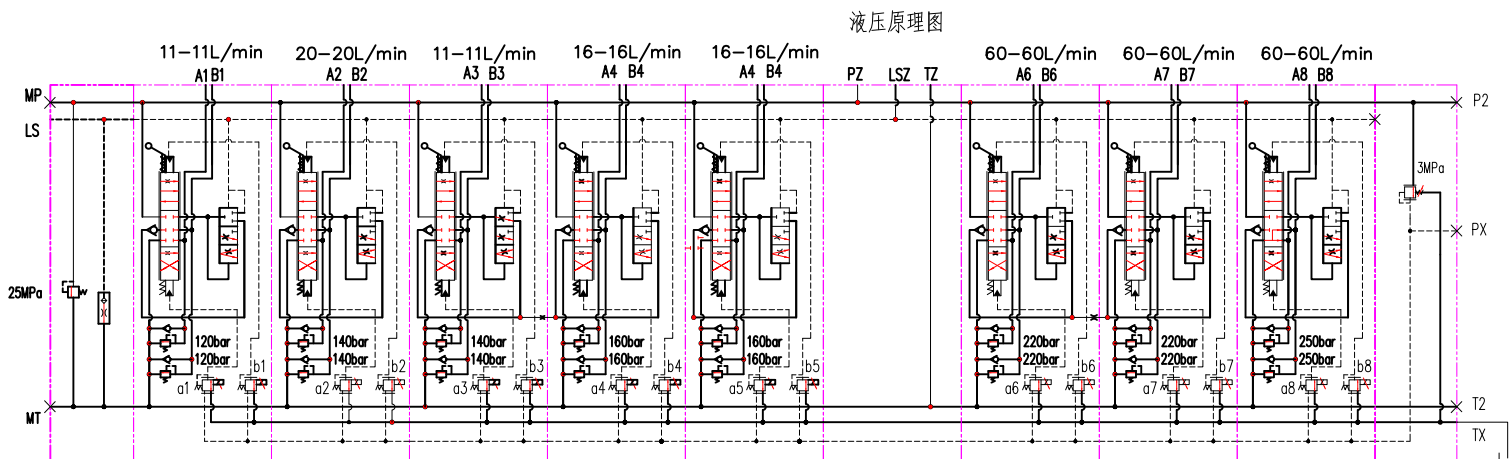 液压原理图
11-11L/min 20-20L/min 11-11L/min 16-16L/min 16-16L/min 60-60L/min 60-60L/min 60-60L/min
A1 B1 A2 B2 A3 B3 A4 B4 A4 B4 PZ LSZ TZ A6 B6 A7 B7 A8 B8
MP P2
LS
3MPa
PX
25MPa
120bar 140bar 140bar 160bar 160bar 220bar 220bar 250bar
120bar 140bar 140bar 160bar 160bar 220bar 220bar 250bar
b1 b2 b3 b4 b5 b6 b7 b8
a1 a2 a3 a4 a5 a6 a7 a8
MT T2
TX